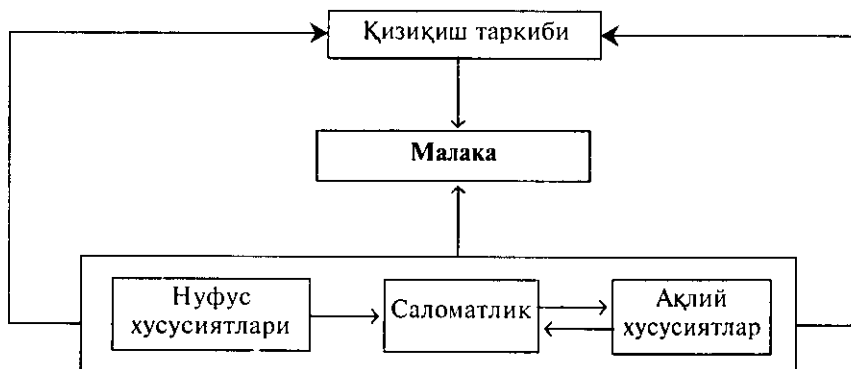 Қизиқиш таркиби
Малака
Нуфус
хусусиятлари
Саломатлик
Ақлий
хусусиятлар